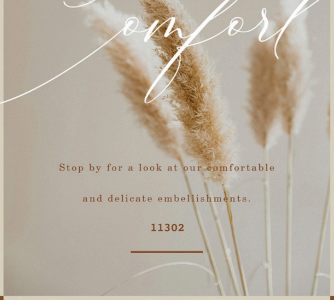 Comfort
Stop by for a look at our comfortable
and delicate embellishments.
11302